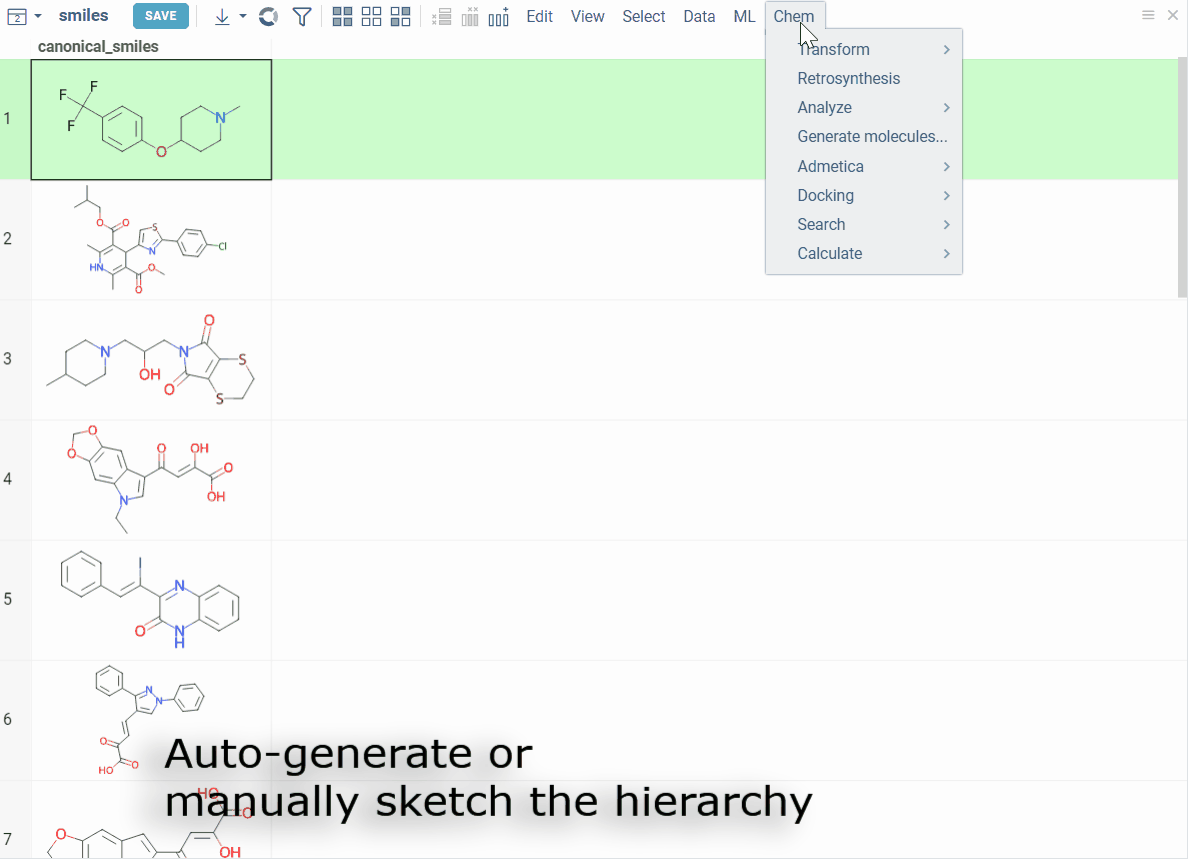 2 smiles SAVE Edit View Select Data ML Chem
canonical_smiles
Transform
Retrosynthesis
Analyze
Generate molecules...
Admetica
Docking
Search
Calculate
1
F
F
F
N
O
2
O
O
S
N
Cl
HN
O
O
3
O
N
N
S
OH
O
S
4
O
O
O
OH
O
N
OH
5
I
N
O
N
H
6
N
N
O
O
HO
Auto-generate or
manually sketch the hierarchy
7
HO
O
O
OH